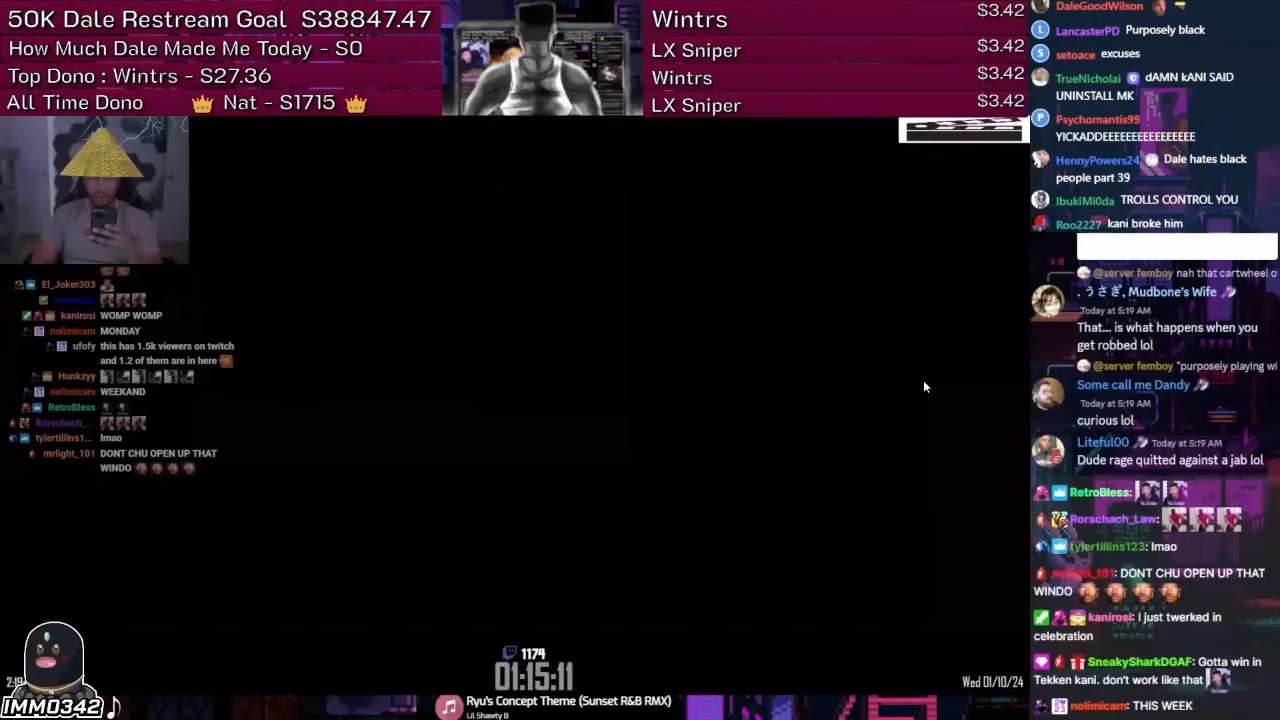 50K Dale Restream Goal $38847.47
How Much Dale Made Me Today - $0
Top Dono : Wintrs - $27.36
All Time Dono 👑 Nat - $1715 👑
Wintrs $3.42
LX Sniper $3.42
Wintrs $3.42
LX Sniper $3.42
DaleGoodWilson
LancasterPD Purposely black
setoace excuses
TrueNicholai dAMN kANI SAID
UNINSTALL MK
Psychomantis99
YICKADDEEEEEEEEEEEEEEE
HennyPowers24 Dale hates black
people part 39
IbukiMi0da TROLLS CONTROL YOU
Roo2227 kani broke him
@server femboy nah that cartwheel o
. うさぎ, Mudbone's Wife
Today at 5:19 AM
That... is what happens when you
get robbed lol
@server femboy "purposely playing wi
Some call me Dandy
Today at 5:19 AM
curious lol
Liteful00 Today at 5:19 AM
Dude rage quitted against a jab lol
RetroBless:
Rorschach_Law:
tylertillins123: lmao
mrlight_101: DONT CHU OPEN UP THAT
WINDO
kanirosi: I just twerked in
celebration
SneakySharkDGAF: Gotta win in
Tekken kani. don't work like that
nolimicam: THIS WEEK
El_Joker303
kanirosi WOMP WOMP
nolimicam MONDAY
ufofy this has 1.5k viewers on twitch
and 1.2 of them are in here
Hunkzyy
nolimicam WEEKAND
RetroBless
Rorschach_...
tylertillins1... lmao
mrlight_101 DONT CHU OPEN UP THAT
WINDO
1174
01:15:11
2:19
Wed 01/10/24
IMMO342
Ryu's Concept Theme (Sunset R&B RMX)
Lil Shawty B